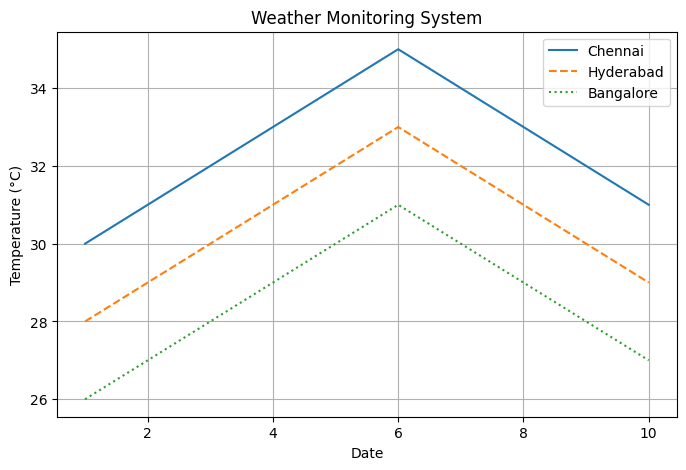 Weather Monitoring System
Chennai
Hyderabad
Bangalore
Temperature (°C)
34
32
30
28
26
2 4 6 8 10
Date